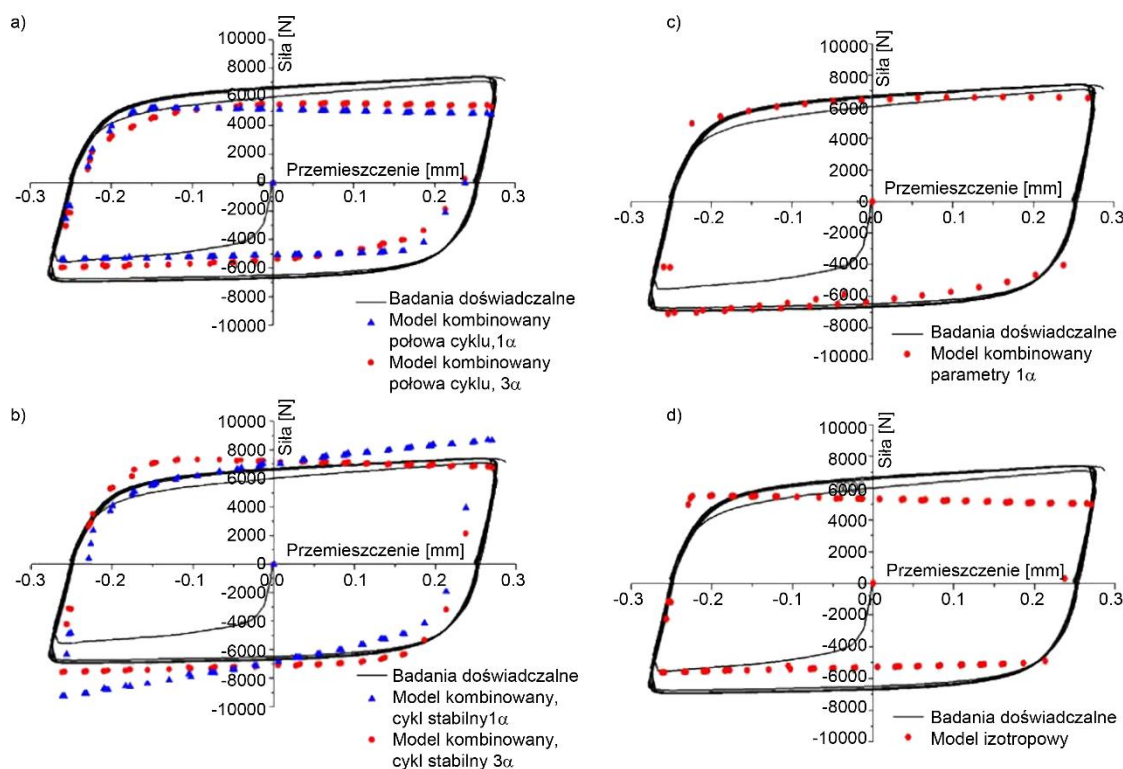 a)
Siła [N]
10000
8000
6000
4000
2000
0
-2000
-4000
-6000
-8000
-10000
Przemieszczenie [mm]
-0.3
-0.2
-0.1
0.0
0.1
0.2
0.3
Badania doświadczalne
Model kombinowany
połowa cyklu,1α
Model kombinowany
połowa cyklu, 3α
b)
Siła [N]
10000
8000
6000
4000
2000
0
-2000
-4000
-6000
-8000
-10000
Przemieszczenie [mm]
-0.3
-0.2
-0.1
0.0
0.1
0.2
0.3
Badania doświadczalne
Model kombinowany,
cykl stabilny1α
Model kombinowany,
cykl stabilny 3α
c)
Siła [N]
10000
8000
6000
4000
2000
0
-2000
-4000
-6000
-8000
-10000
Przemieszczenie [mm]
-0.3
-0.2
-0.1
0.0
0.1
0.2
0.3
Badania doświadczalne
Model kombinowany
parametry 1α
d)
Siła [N]
10000
8000
6000
4000
2000
0
-2000
-4000
-6000
-8000
-10000
Przemieszczenie [mm]
-0.3
-0.2
-0.1
0.0
0.1
0.2
0.3
Badania doświadczalne
Model izotropowy